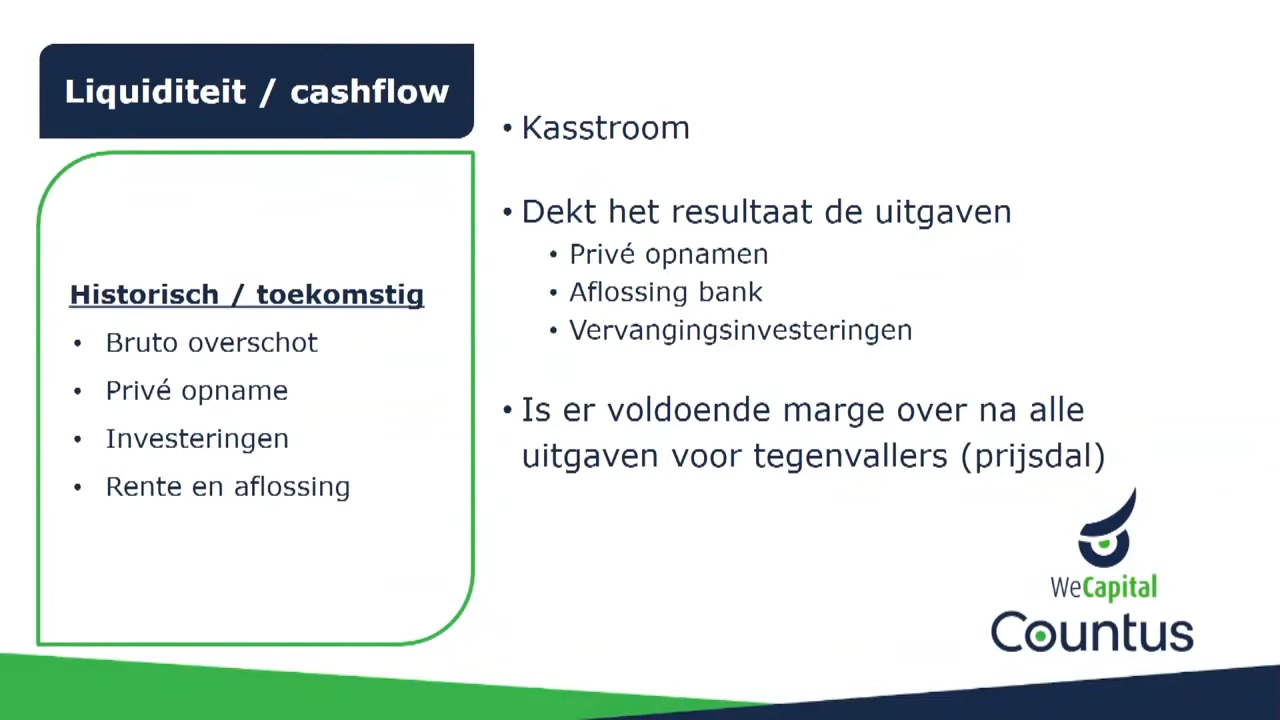 Liquiditeit / cashflow
Historisch / toekomstig
• Bruto overschot
• Privé opname
• Investeringen
• Rente en aflossing
• Kasstroom
• Dekt het resultaat de uitgaven
• Privé opnamen
• Aflossing bank
• Vervangingsinvesteringen
• Is er voldoende marge over na alle
uitgaven voor tegenvallers (prijsdal)
WeCapital
Countus